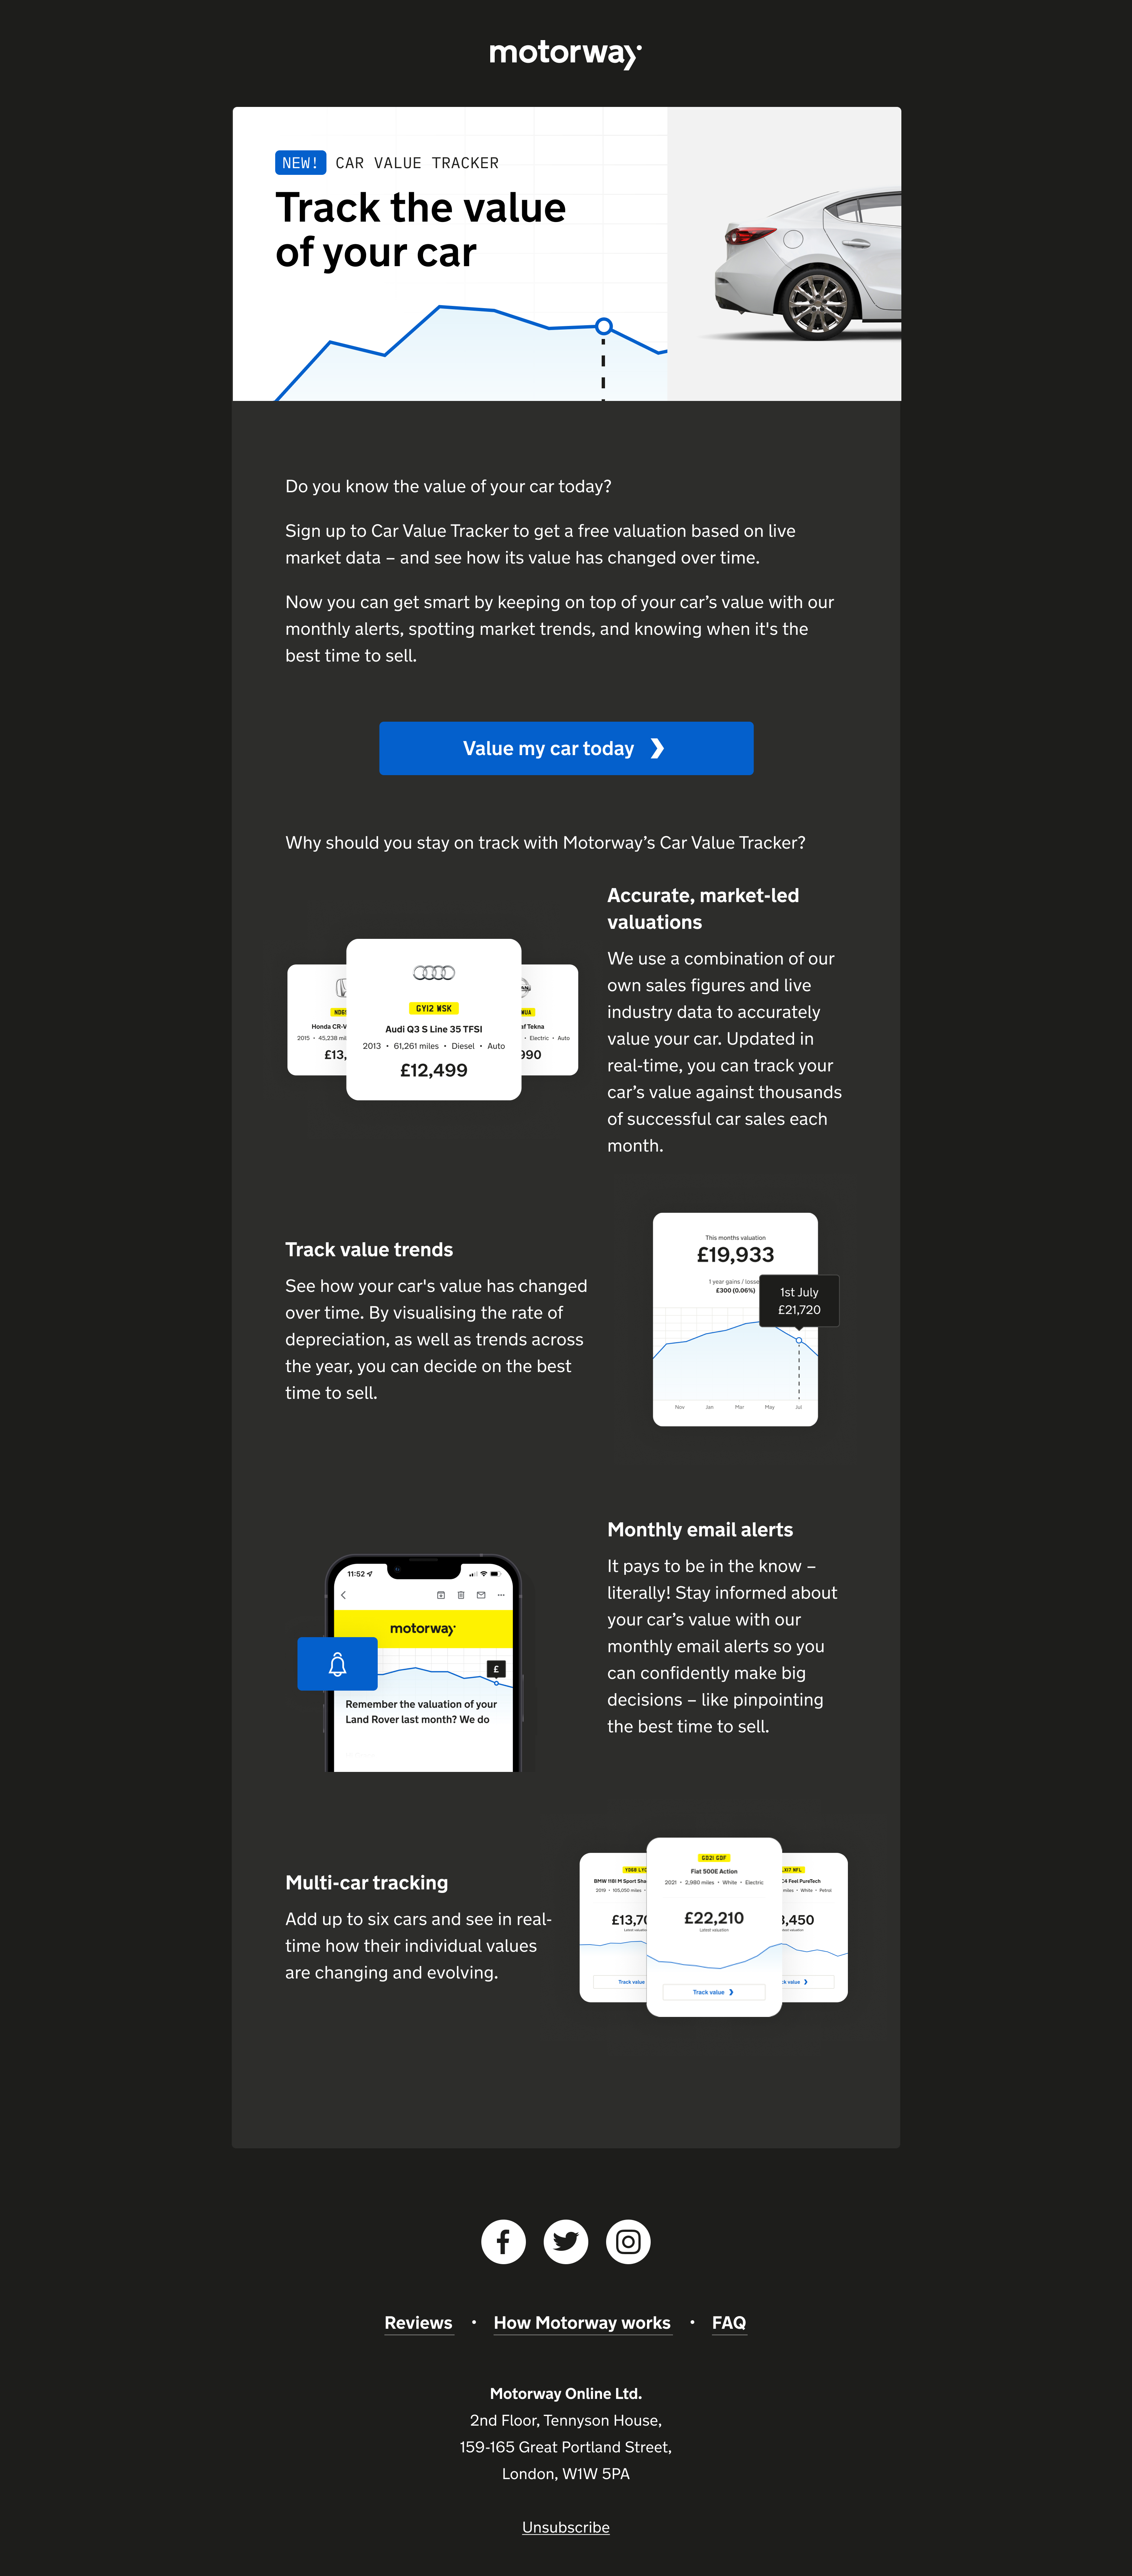 motorway
NEW! CAR VALUE TRACKER
Track the value
of your car
Do you know the value of your car today?
Sign up to Car Value Tracker to get a free valuation based on live
market data – and see how its value has changed over time.
Now you can get smart by keeping on top of your car’s value with our
monthly alerts, spotting market trends, and knowing when it's the
best time to sell.
Value my car today
Why should you stay on track with Motorway’s Car Value Tracker?
Accurate, market-led
valuations
We use a combination of our
own sales figures and live
industry data to accurately
value your car. Updated in
real-time, you can track your
car’s value against thousands
of successful car sales each
month.
Honda CR-V
2015 • 45,238 mil
£13,
GY12 WSK
Audi Q3 S Line 35 TFSI
2013 • 61,261 miles • Diesel • Auto
£12,499
WUA
af Tekna
• Electric • Auto
990
Track value trends
See how your car's value has changed
over time. By visualising the rate of
depreciation, as well as trends across
the year, you can decide on the best
time to sell.
This months valuation
£19,933
1 year gains / losse
£300 (0.06%)
1st July
£21,720
Nov Jan Mar May Jul
Monthly email alerts
It pays to be in the know –
literally! Stay informed about
your car’s value with our
monthly email alerts so you
can confidently make big
decisions – like pinpointing
the best time to sell.
11:52
motorway
£
Remember the valuation of your
Land Rover last month? We do
Multi-car tracking
Add up to six cars and see in real-
time how their individual values
are changing and evolving.
BMW 118I M Sport Sha
2019 • 105,050 miles •
£13,70
Latest valuatio
Track value
GD21 GDF
Fiat 500E Action
2021 • 2,980 miles • White • Electric
£22,210
Latest valuation
Track value
LX17 NFL
C4 Feel PureTech
miles • White • Petrol
3,450
test valuation
ck value
Reviews • How Motorway works • FAQ
Motorway Online Ltd.
2nd Floor, Tennyson House,
159-165 Great Portland Street,
London, W1W 5PA
Unsubscribe